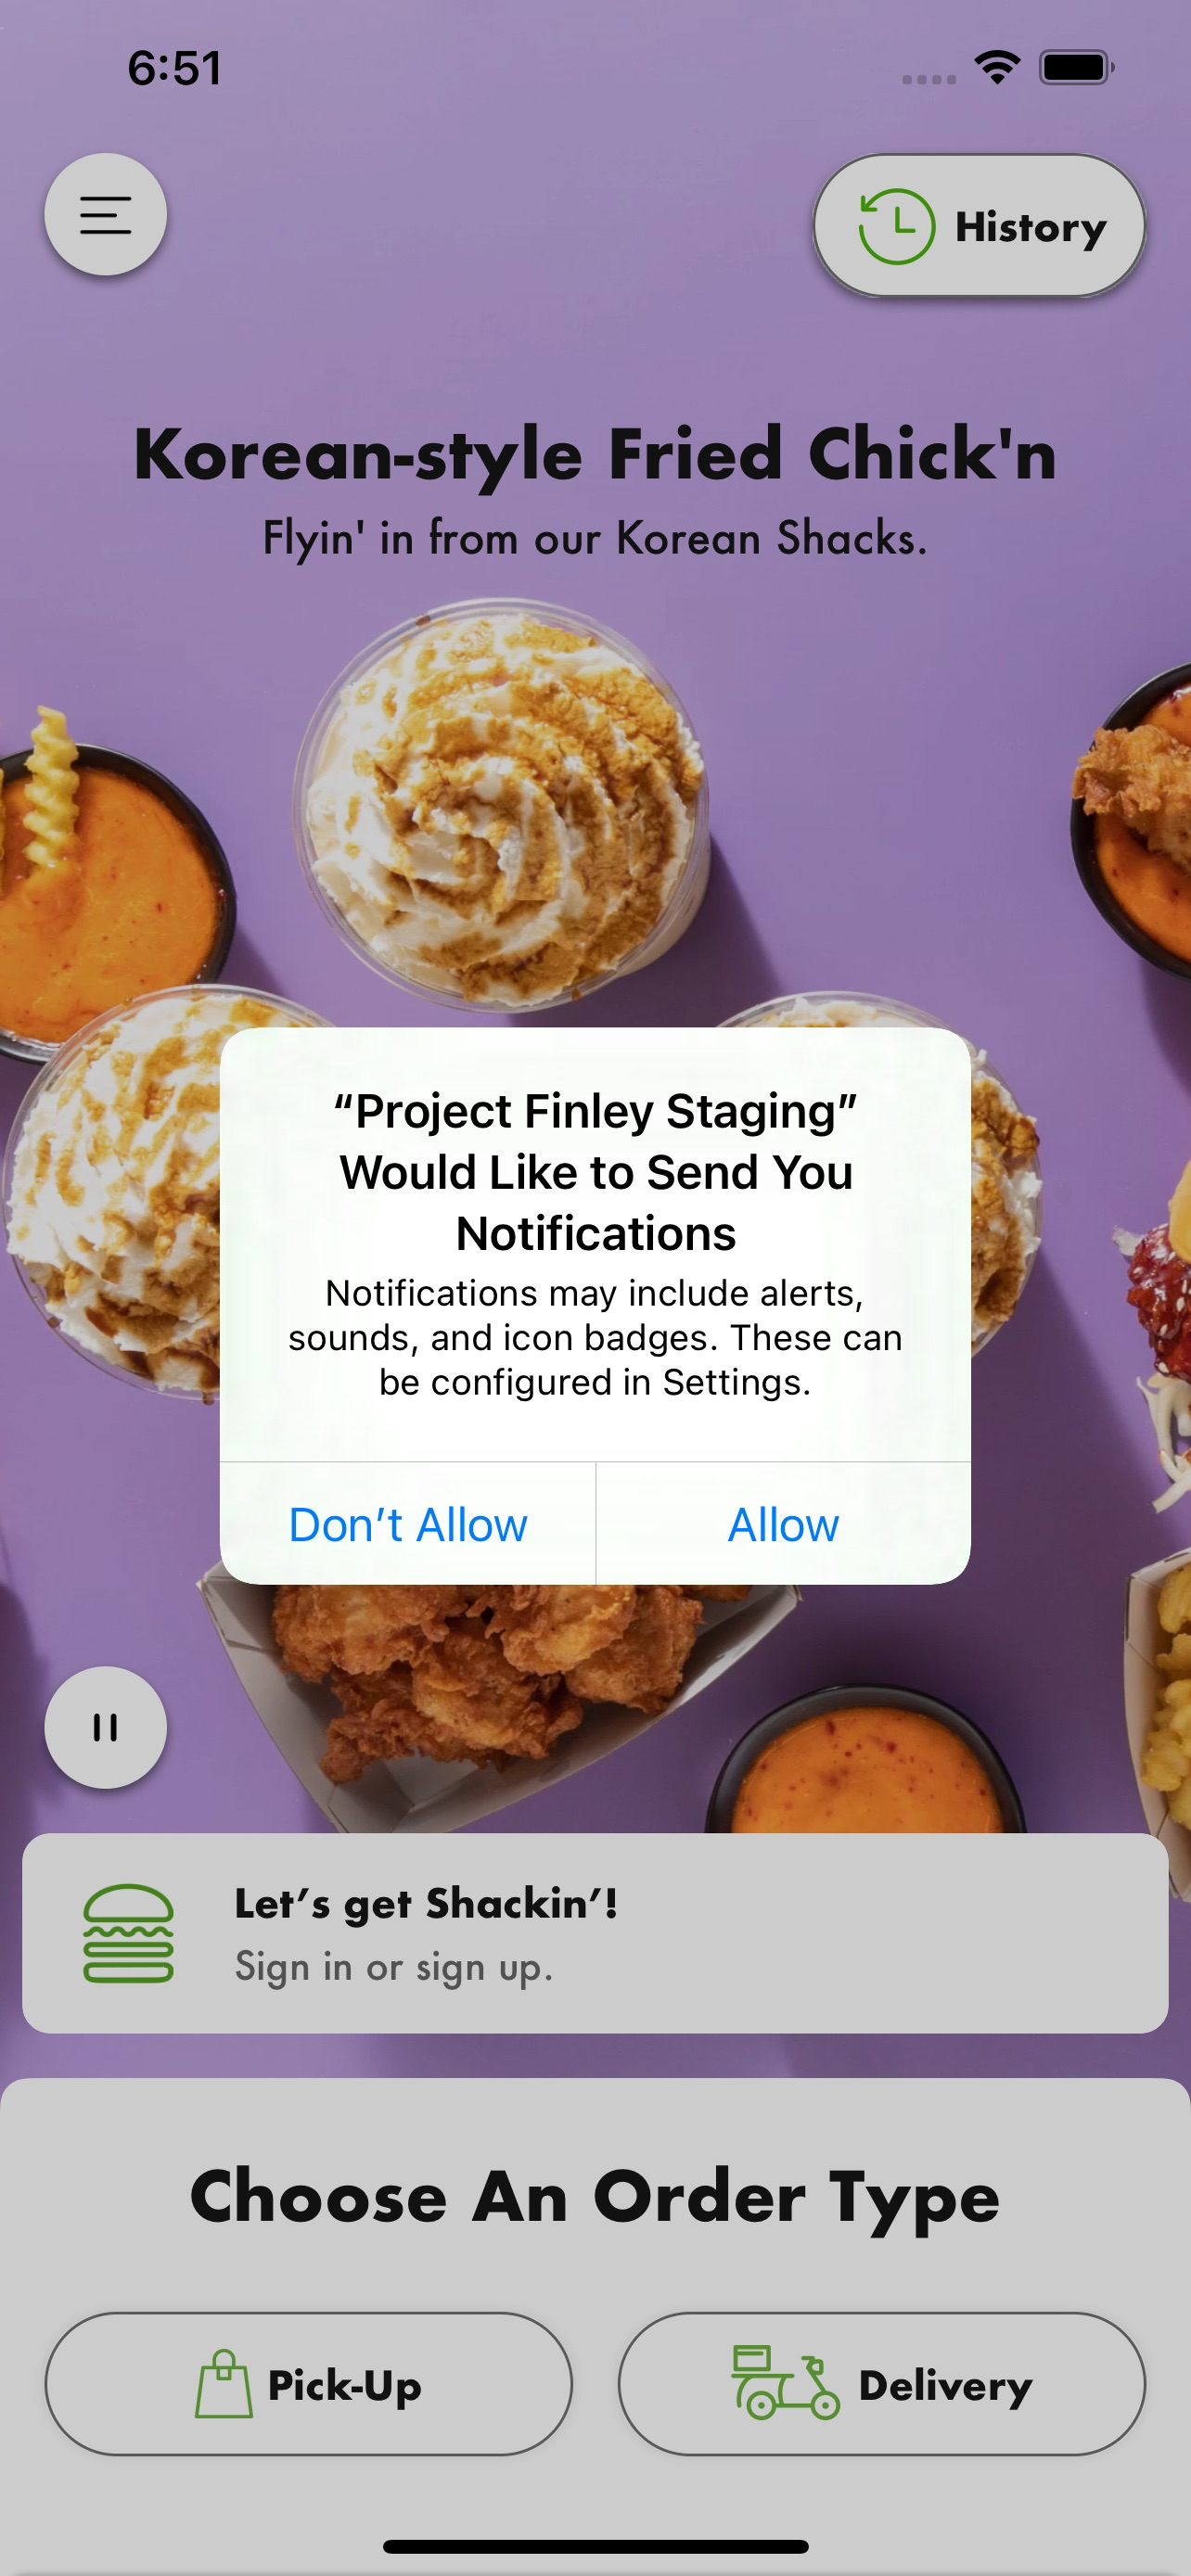 6:51
History
Korean-style Fried Chick'n
Flyin' in from our Korean Shacks.
“Project Finley Staging”
Would Like to Send You
Notifications
Notifications may include alerts,
sounds, and icon badges. These can
be configured in Settings.
Don’t Allow
Allow
Let’s get Shackin’!
Sign in or sign up.
Choose An Order Type
Pick-Up
Delivery